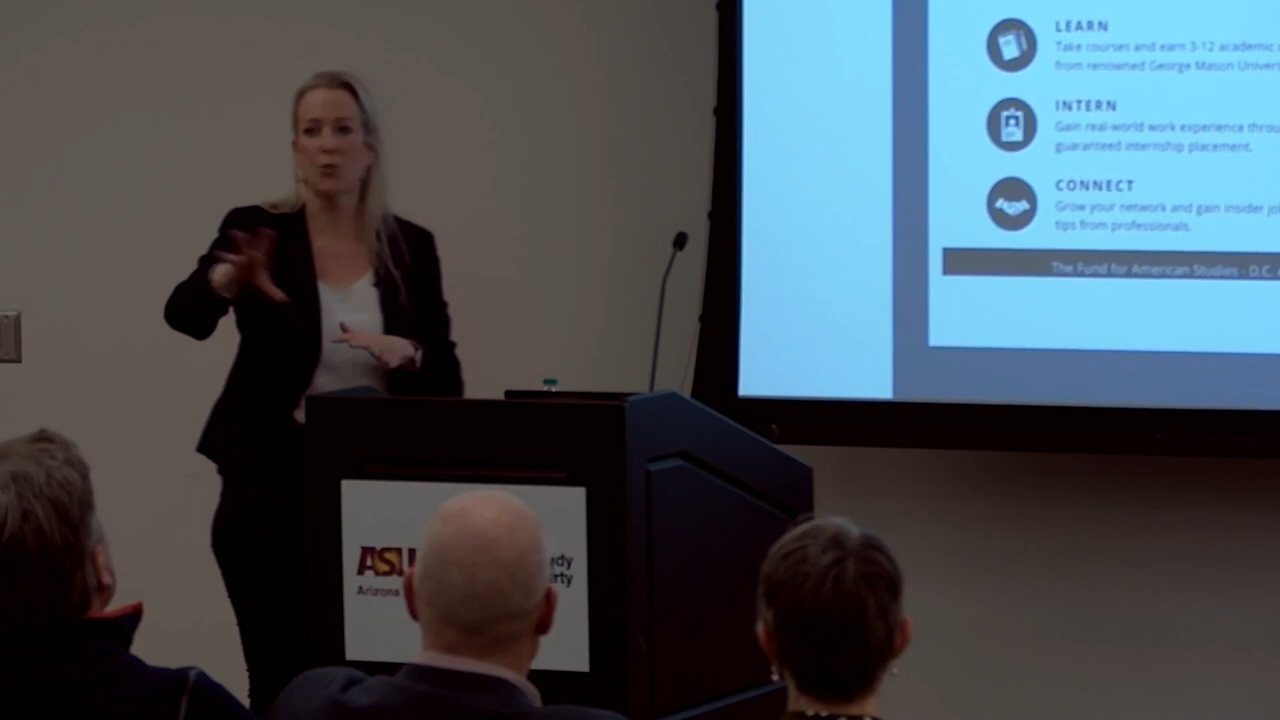 LEARN
Take courses and earn 3-12 academic
from renowned George Mason Univers
INTERN
Gain real-world work experience throu
guaranteed internship placement.
CONNECT
Grow your network and gain insider jo
tips from professionals.
The Fund for American Studies - D.C.
ASU
Arizona
dy
rty